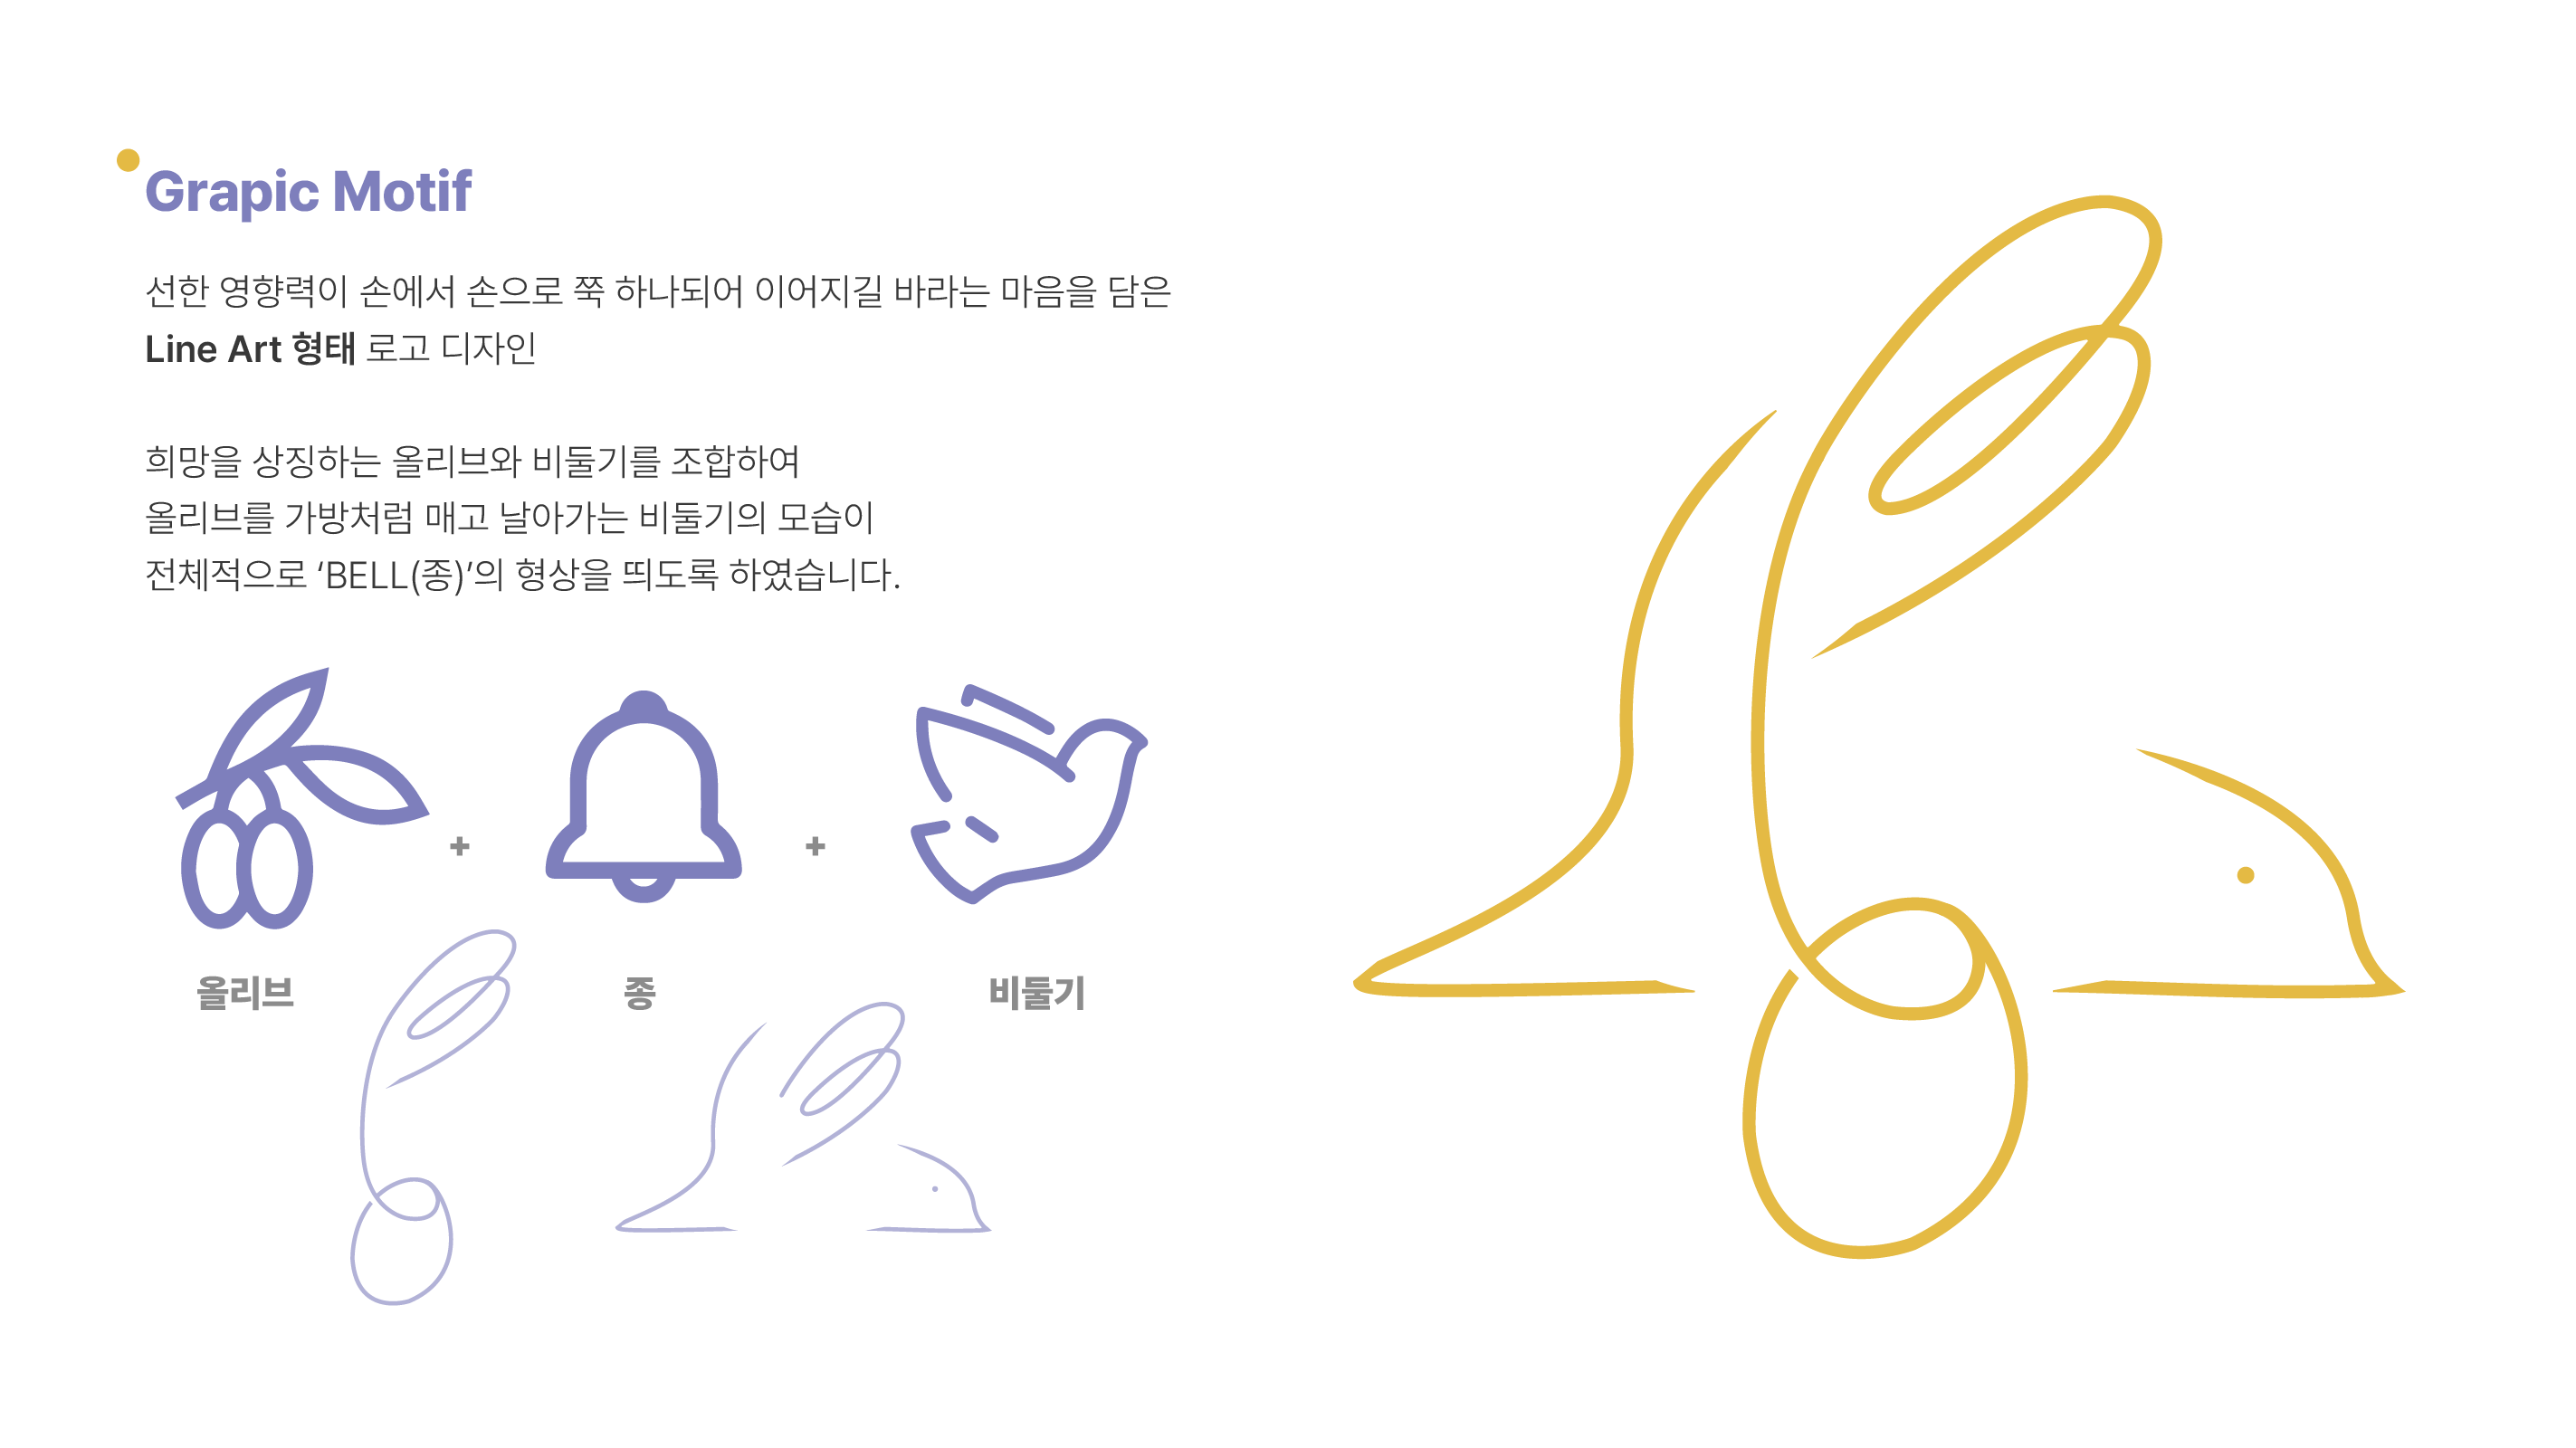 Grapic Motif
선한 영향력이 손에서 손으로 쭉 하나되어 이어지길 바라는 마음을 담은
Line Art 형태 로고 디자인
희망을 상징하는 올리브와 비둘기를 조합하여
올리브를 가방처럼 매고 날아가는 비둘기의 모습이
전체적으로 ‘BELL(종)’의 형상을 띄도록 하였습니다.
+ +
올리브 종 비둘기